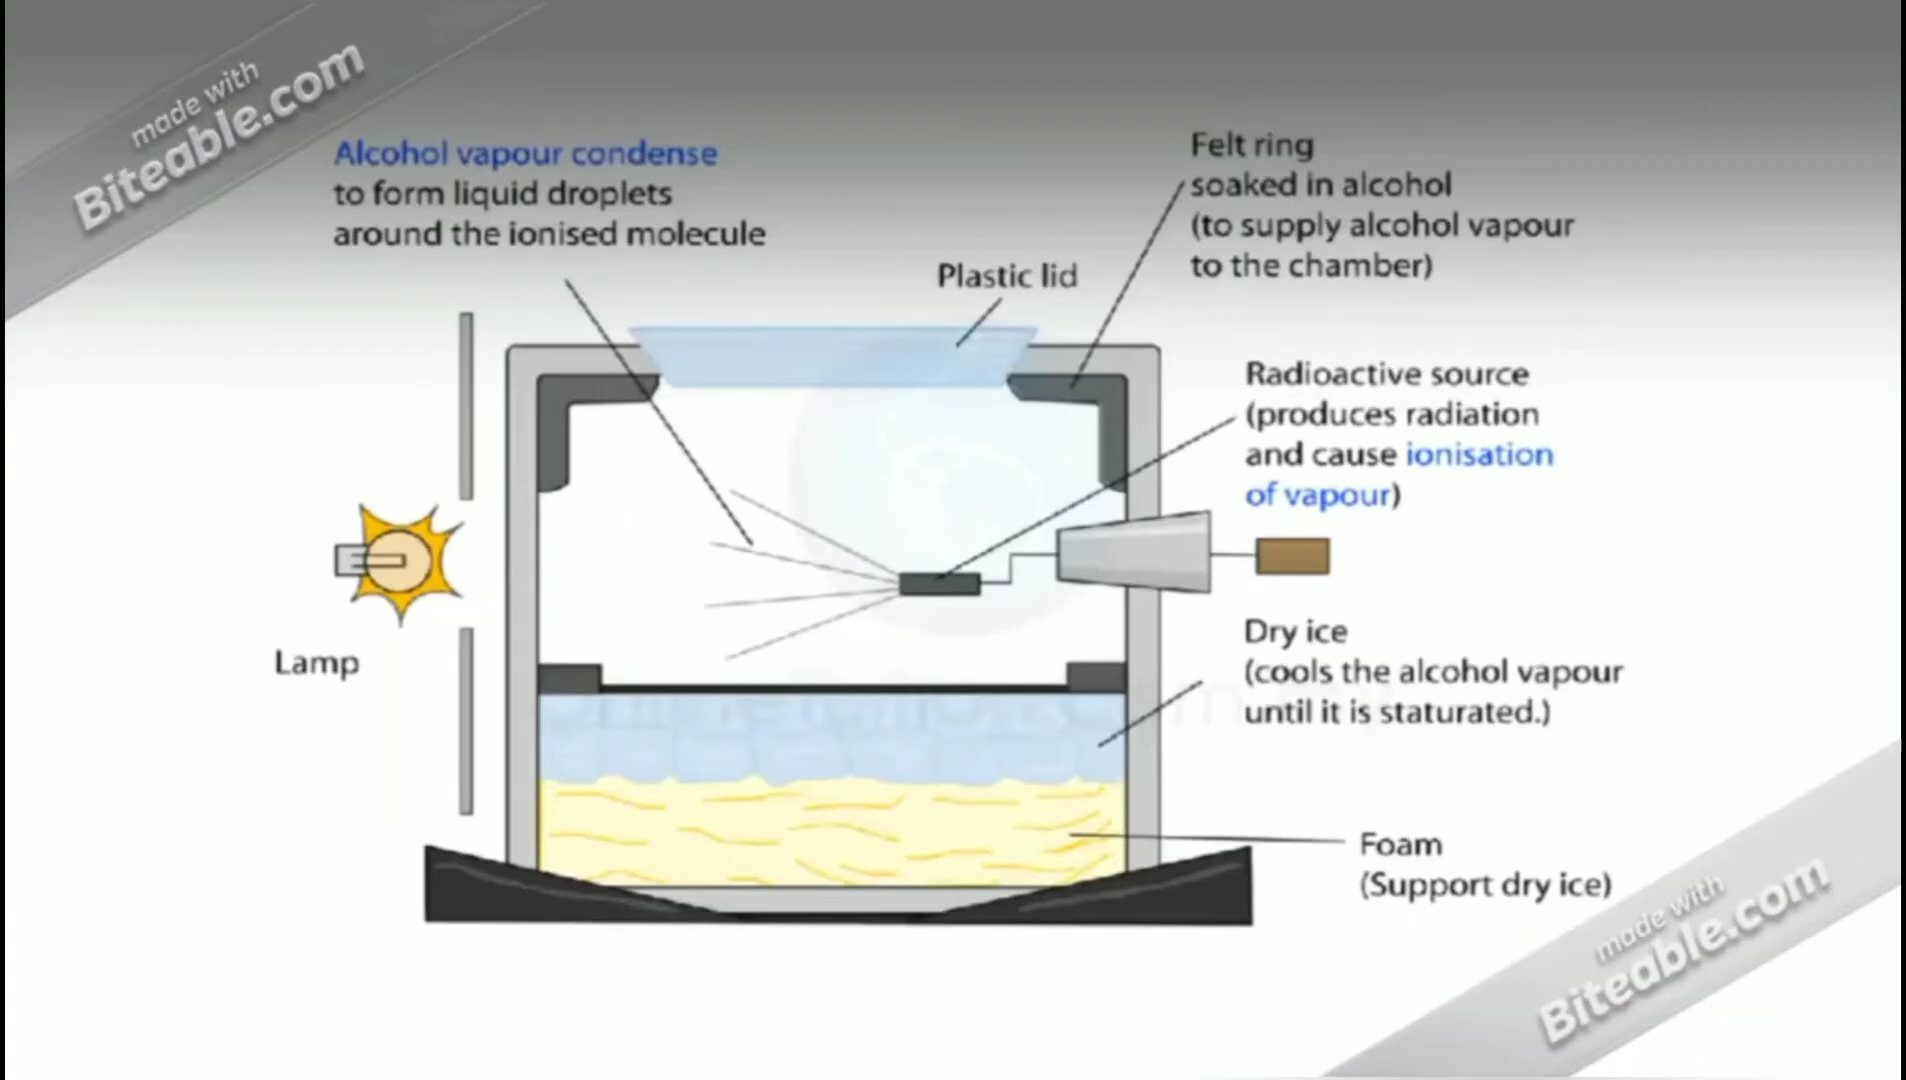 made with
Biteable.com
Alcohol vapour condense
to form liquid droplets
around the ionised molecule
Plastic lid
Felt ring
soaked in alcohol
(to supply alcohol vapour
to the chamber)
Radioactive source
(produces radiation
and cause ionisation
of vapour)
Lamp
Dry ice
(cools the alcohol vapour
until it is staturated.)
Foam
(Support dry ice)
made with
Biteable.com